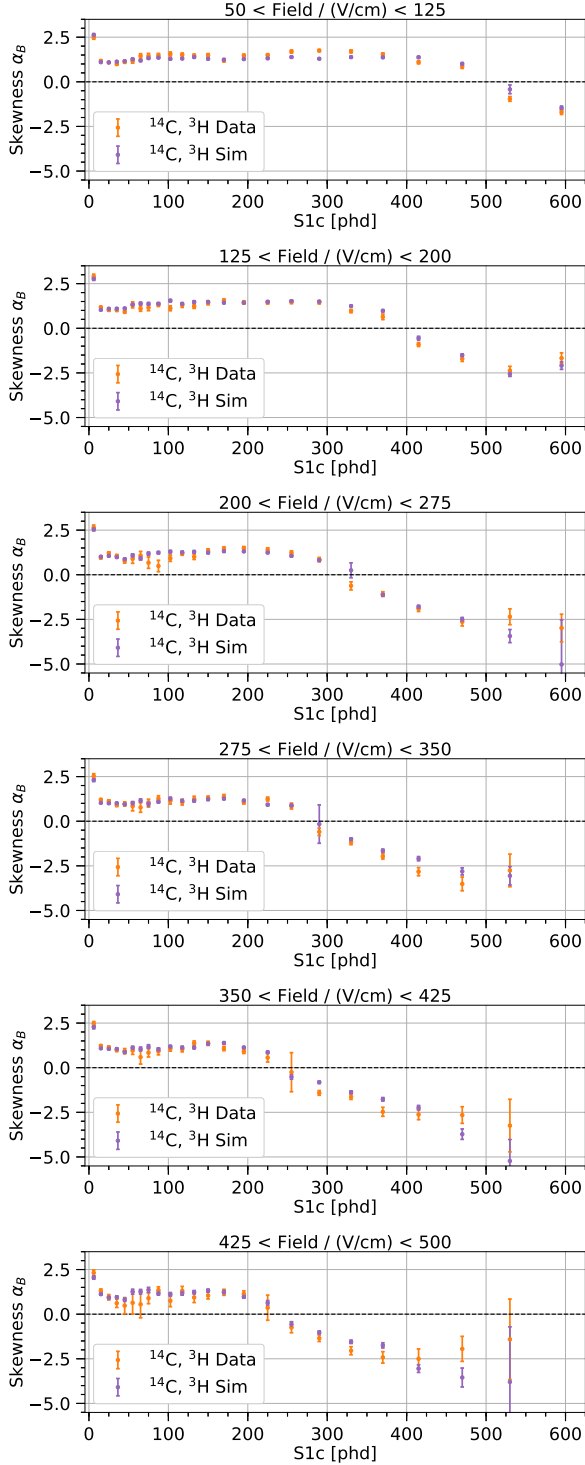 50 < Field / (V/cm) < 125
Skewness α_B
2.5
0.0
−2.5
−5.0
¹⁴C, ³H Data
¹⁴C, ³H Sim
0 100 200 300 400 500 600
S1c [phd]
125 < Field / (V/cm) < 200
Skewness α_B
2.5
0.0
−2.5
−5.0
¹⁴C, ³H Data
¹⁴C, ³H Sim
0 100 200 300 400 500 600
S1c [phd]
200 < Field / (V/cm) < 275
Skewness α_B
2.5
0.0
−2.5
−5.0
¹⁴C, ³H Data
¹⁴C, ³H Sim
0 100 200 300 400 500 600
S1c [phd]
275 < Field / (V/cm) < 350
Skewness α_B
2.5
0.0
−2.5
−5.0
¹⁴C, ³H Data
¹⁴C, ³H Sim
0 100 200 300 400 500 600
S1c [phd]
350 < Field / (V/cm) < 425
Skewness α_B
2.5
0.0
−2.5
−5.0
¹⁴C, ³H Data
¹⁴C, ³H Sim
0 100 200 300 400 500 600
S1c [phd]
425 < Field / (V/cm) < 500
Skewness α_B
2.5
0.0
−2.5
−5.0
¹⁴C, ³H Data
¹⁴C, ³H Sim
0 100 200 300 400 500 600
S1c [phd]